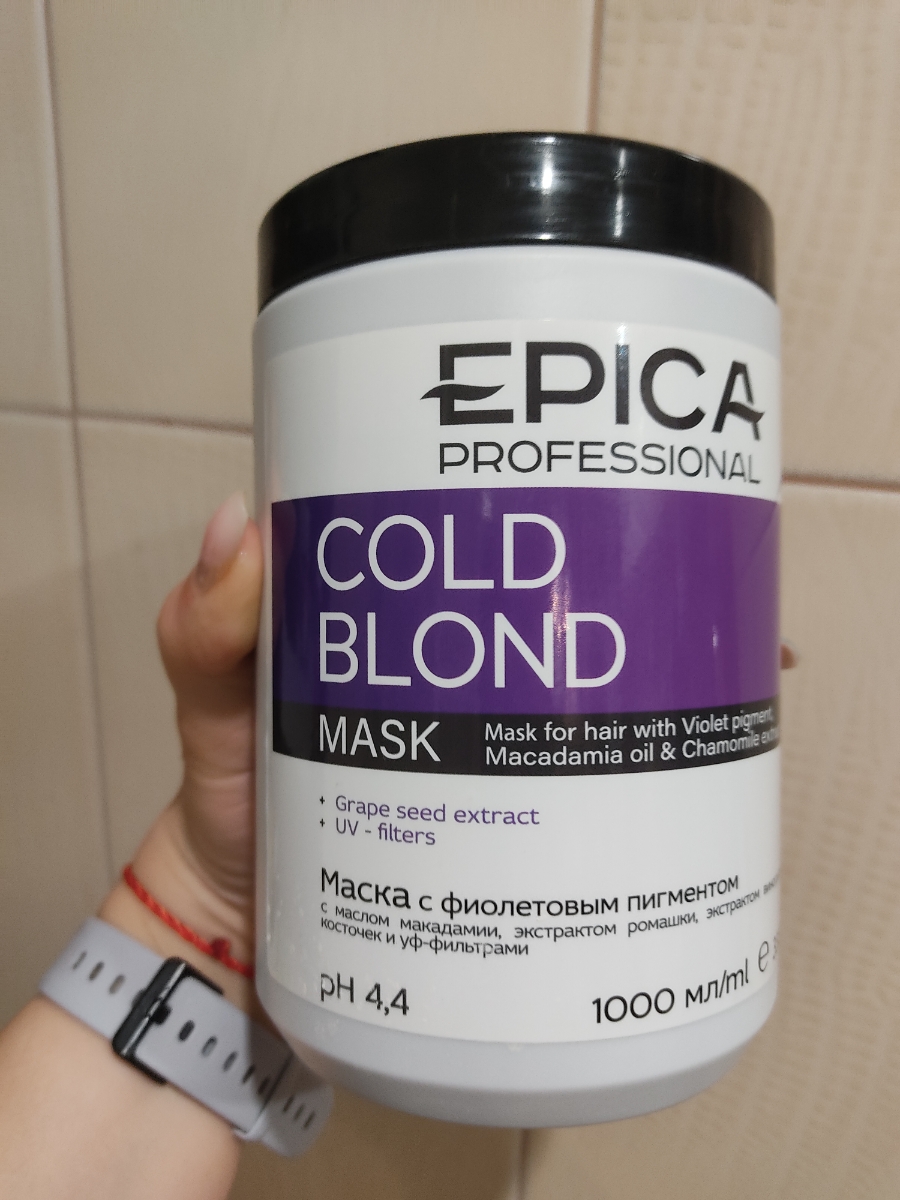 EPICA
PROFESSIONAL
COLD
BLOND
MASK
Mask for hair with Violet pigment,
Macadamia oil & Chamomile
+ Grape seed extract
+ UV - filters
Маска с фиолетовым пигментом
с маслом макадамии, экстрактом ромашки, экстрактом
косточек и уф-фильтрами
pH 4,4
1000 мл/ml ℮